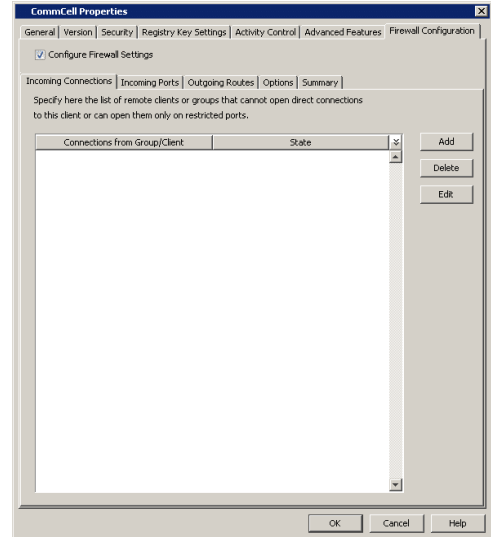 CommCell Properties
General Version Security Registry Key Settings Activity Control Advanced Features Firewall Configuration
Configure Firewall Settings
Incoming Connections Incoming Ports Outgoing Routes Options Summary
Specify here the list of remote clients or groups that cannot open direct connections
to this client or can open them only on restricted ports.
Connections from Group/Client State Add
Delete
Edit
OK Cancel Help